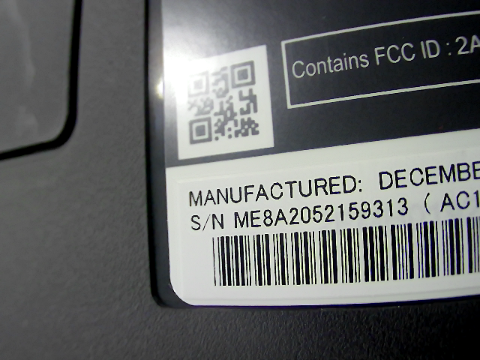 Contains FCC ID : 2A
MANUFACTURED: DECEMBE
S/N ME8A2052159313 ( AC1